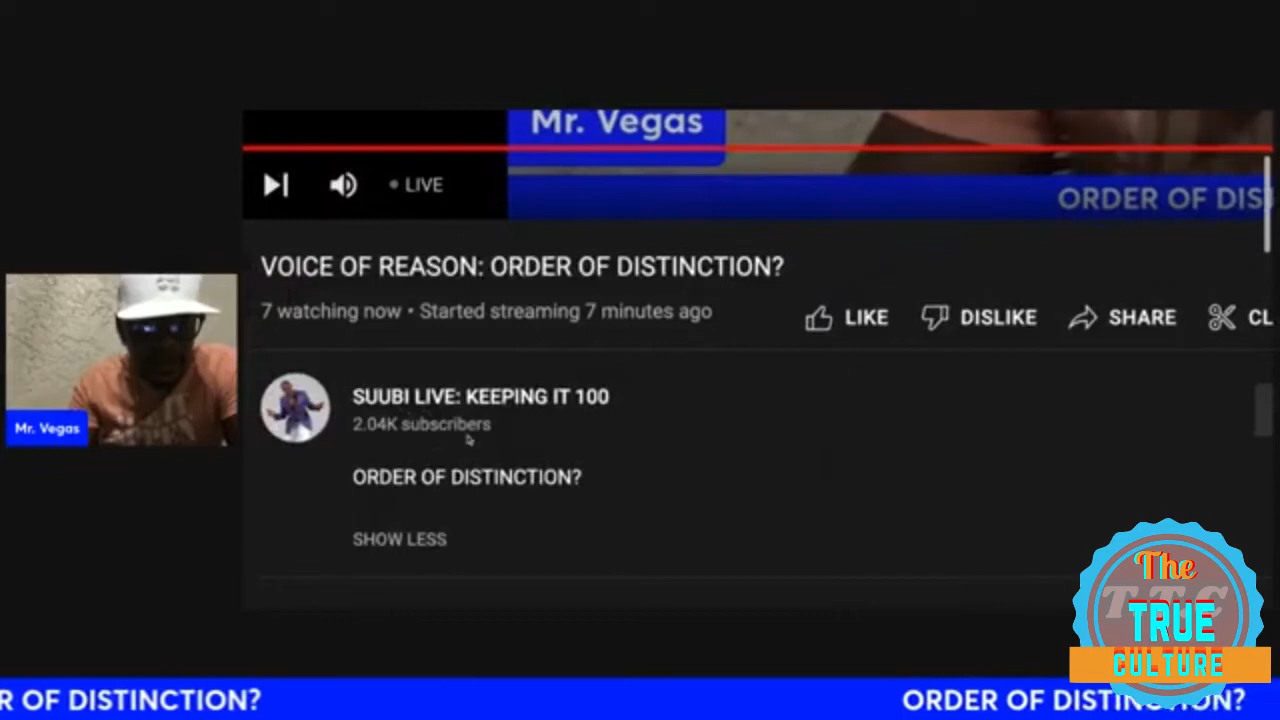 Mr. Vegas
LIVE
ORDER OF DIS
VOICE OF REASON: ORDER OF DISTINCTION?
7 watching now • Started streaming 7 minutes ago
LIKE
DISLIKE
SHARE
CL
SUUBI LIVE: KEEPING IT 100
2.04K subscribers
ORDER OF DISTINCTION?
SHOW LESS
Mr. Vegas
The
T.T.C
TRUE
CULTURE
R OF DISTINCTION?
ORDER OF DISTINCTION?